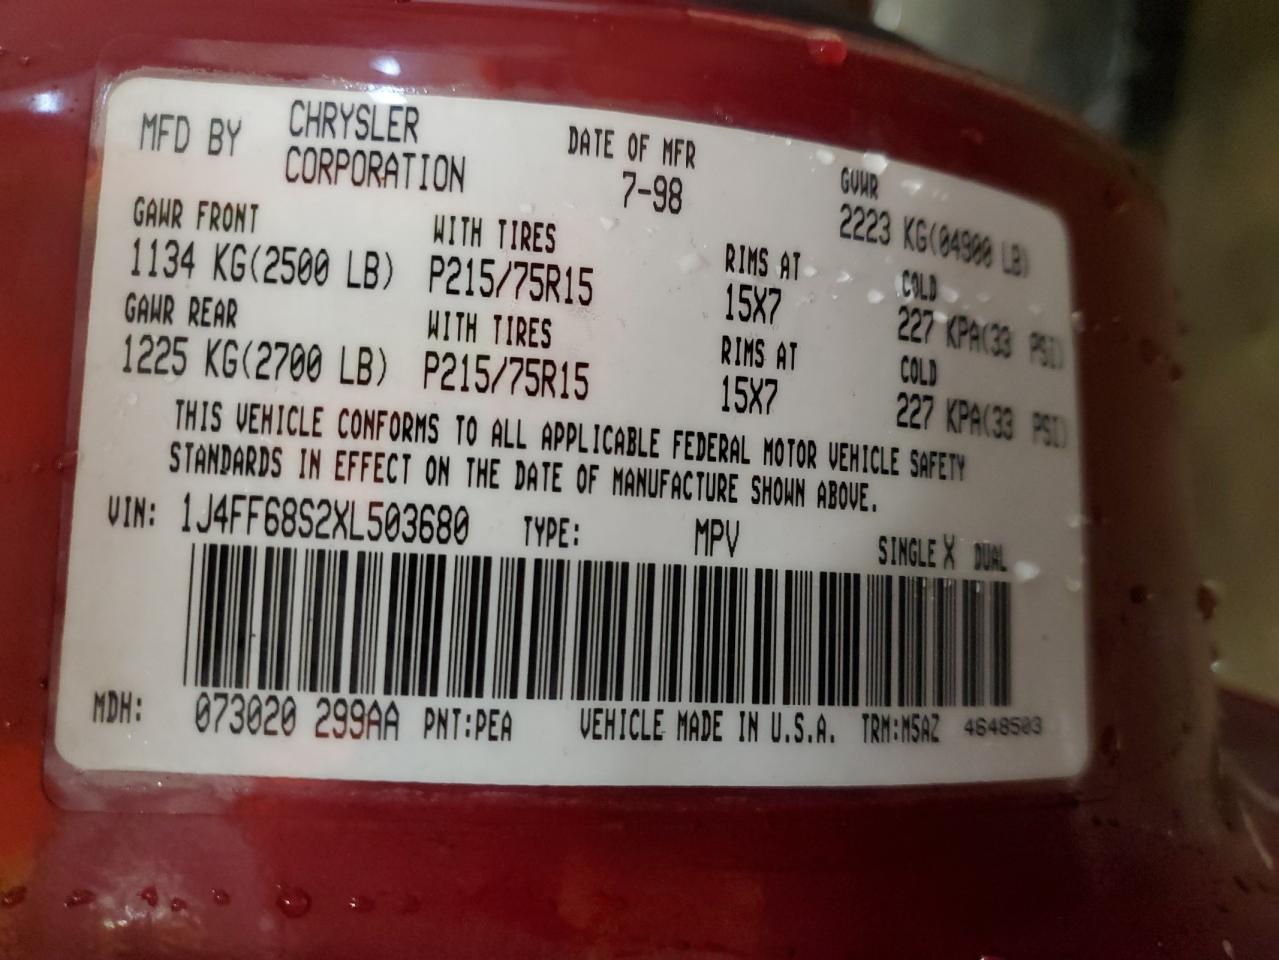 MFD BY CHRYSLER CORPORATION DATE OF MFR 7-98 GVWR 2223 KG(04900 LB)
GAWR FRONT WITH TIRES RIMS AT COLD
1134 KG(2500 LB) P215/75R15 15X7 227 KPA(33 PSI)
GAWR REAR WITH TIRES RIMS AT COLD
1225 KG(2700 LB) P215/75R15 15X7 227 KPA(33 PSI)
THIS VEHICLE CONFORMS TO ALL APPLICABLE FEDERAL MOTOR VEHICLE SAFETY
STANDARDS IN EFFECT ON THE DATE OF MANUFACTURE SHOWN ABOVE.
VIN: 1J4FF68S2XL503680 TYPE: MPV SINGLE X DUAL
MDH: 073020 299AA PNT:PEA VEHICLE MADE IN U.S.A. TRM:M5AZ 4648503